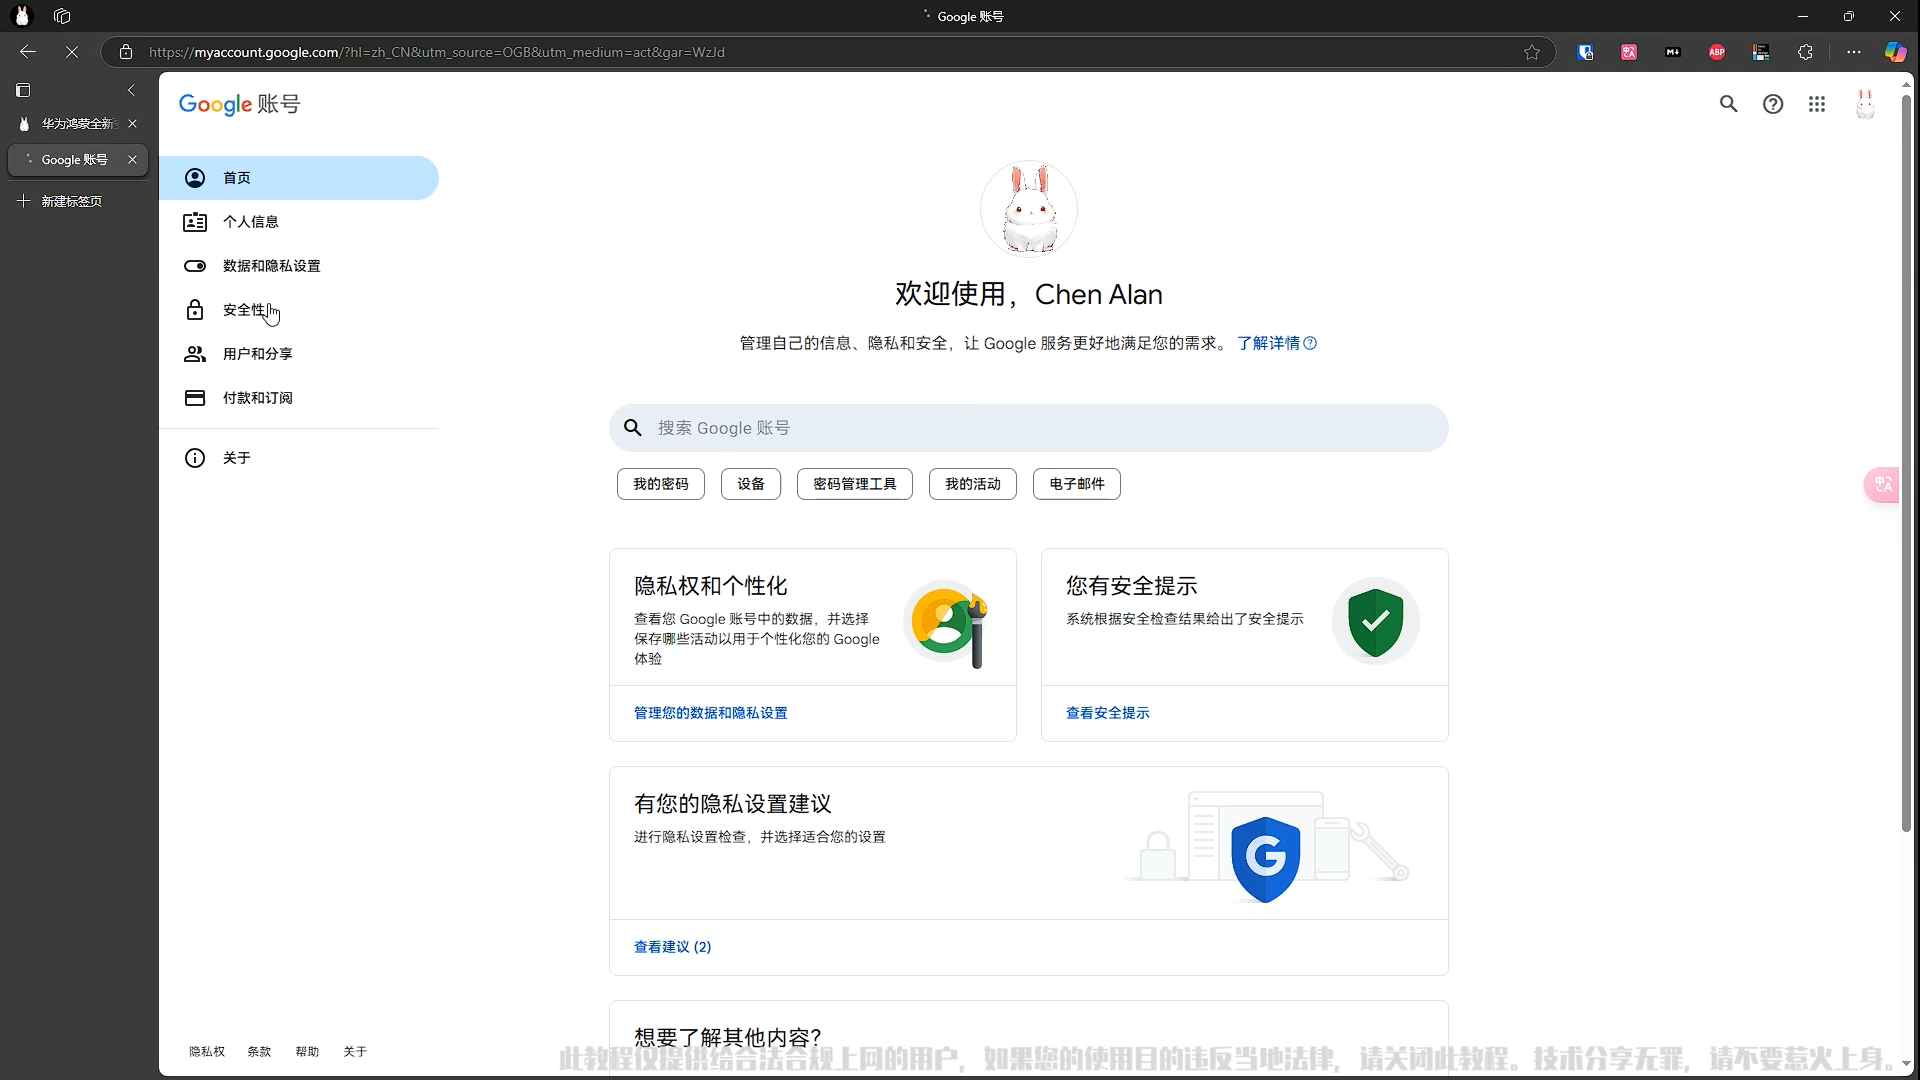 Google 账号
https://myaccount.google.com/?hl=zh_CN&utm_source=OGB&utm_medium=act&gar=WzJd
M↓
ABP
华为鸿蒙全新
Google 账号
新建标签页
Google 账号
首页
个人信息
数据和隐私设置
安全性
用户和分享
付款和订阅
关于
欢迎使用，Chen Alan
管理自己的信息、隐私和安全，让 Google 服务更好地满足您的需求。 了解详情
搜索 Google 账号
我的密码
设备
密码管理工具
我的活动
电子邮件
隐私权和个性化
查看您 Google 账号中的数据，并选择
保存哪些活动以用于个性化您的 Google
体验
管理您的数据和隐私设置
您有安全提示
系统根据安全检查结果给出了安全提示
查看安全提示
有您的隐私设置建议
进行隐私设置检查，并选择适合您的设置
G
查看建议 (2)
想要了解其他内容？
隐私权 条款 帮助 关于
此教程仅提供给合法合规上网的用户，如果您的使用目的违反当地法律，请关闭此教程。技术分享无罪，请不要惹火上身。